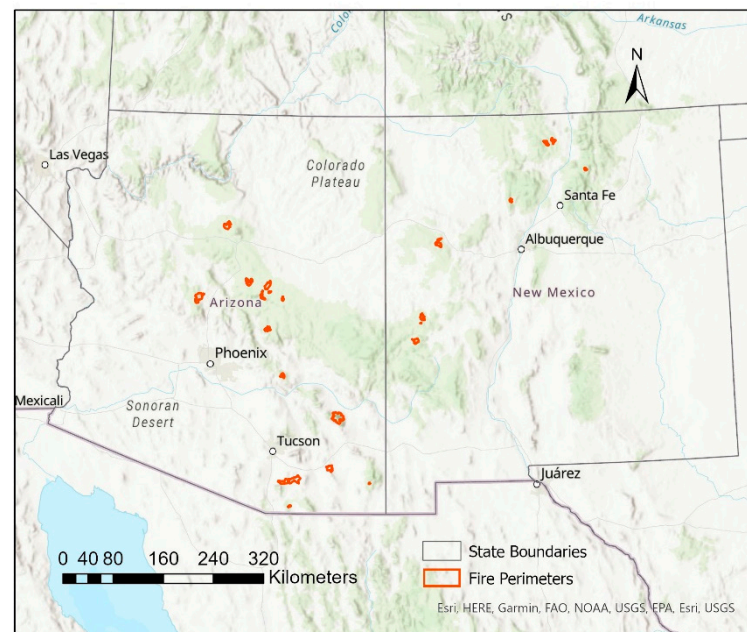 Colo
S
Arkansas
N
Las Vegas
Colorado
Plateau
Santa Fe
Albuquerque
Arizona
New Mexico
Phoenix
Mexicali
Sonoran
Desert
Tucson
Juárez
0 40 80 160 240 320
Kilometers
State Boundaries
Fire Perimeters
Esri, HERE, Garmin, FAO, NOAA, USGS, EPA, Esri, USGS